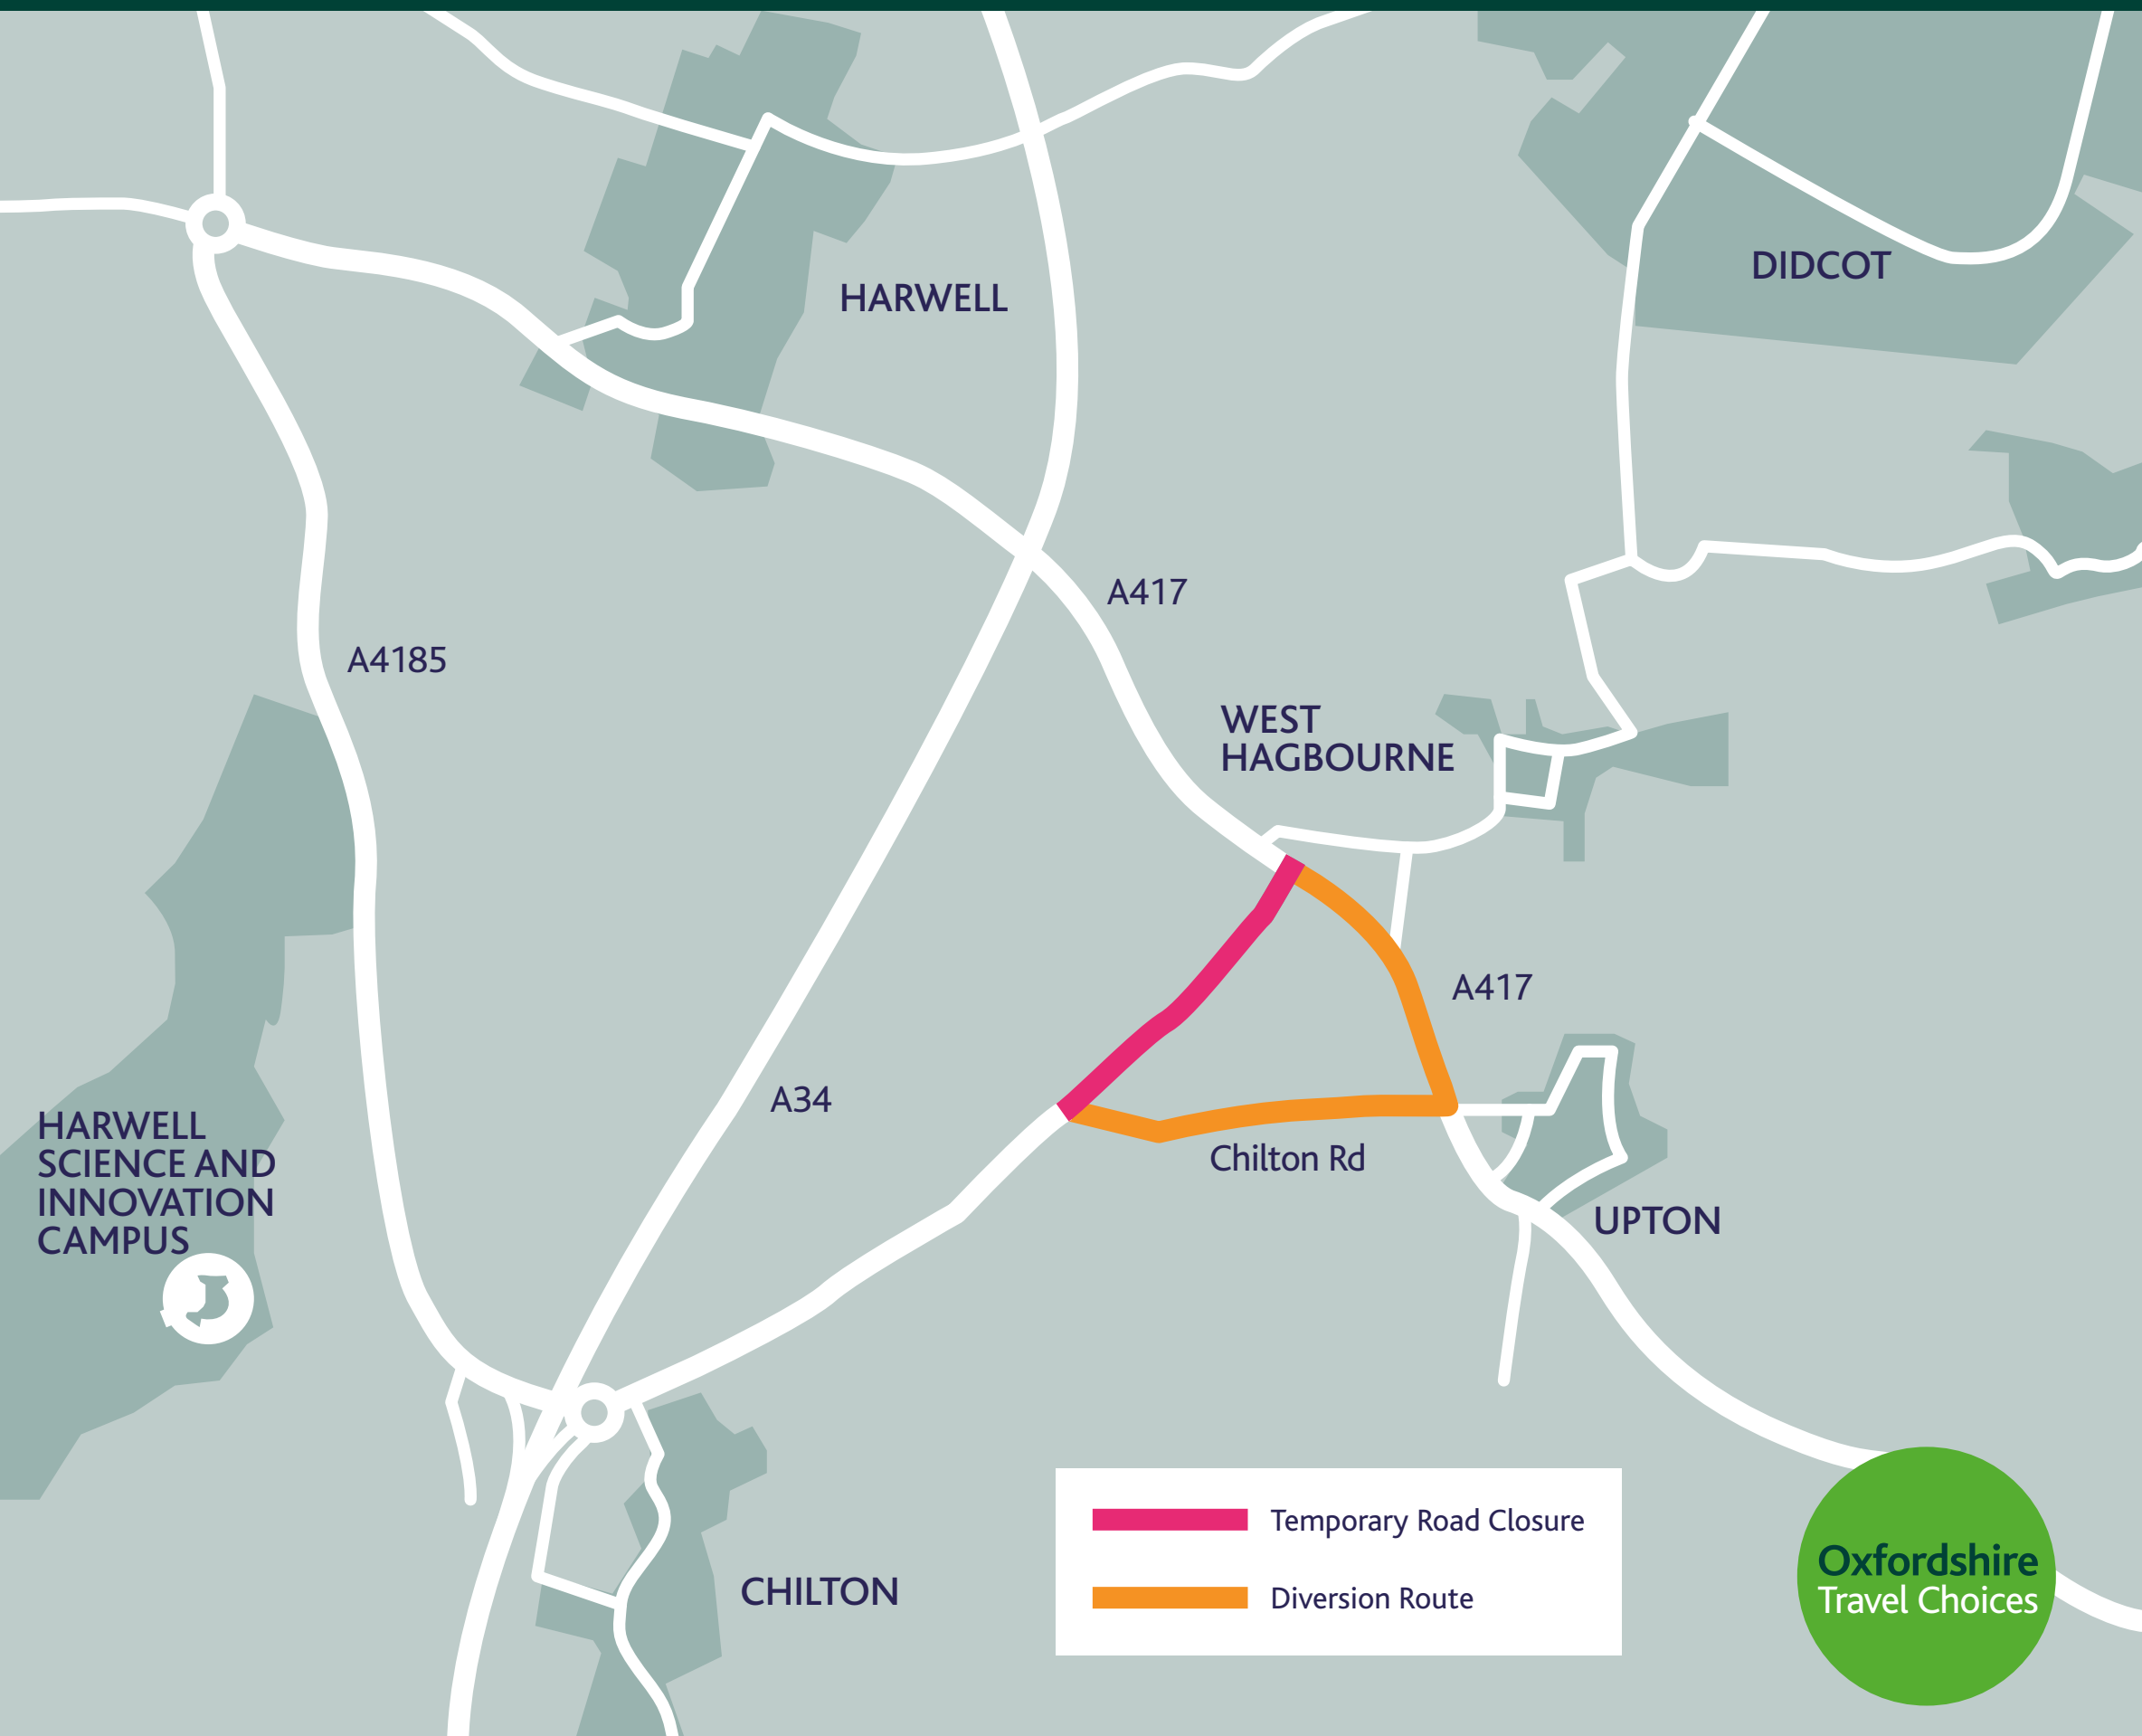 HARWELL
DIDCOT
A417
A4185
WEST
HAGBOURNE
A417
A34
HARWELL
SCIENCE AND
INNOVATION
CAMPUS
Chilton Rd
UPTON
Temporary Road Closure
Diversion Route
CHILTON
Oxfordshire
Travel Choices